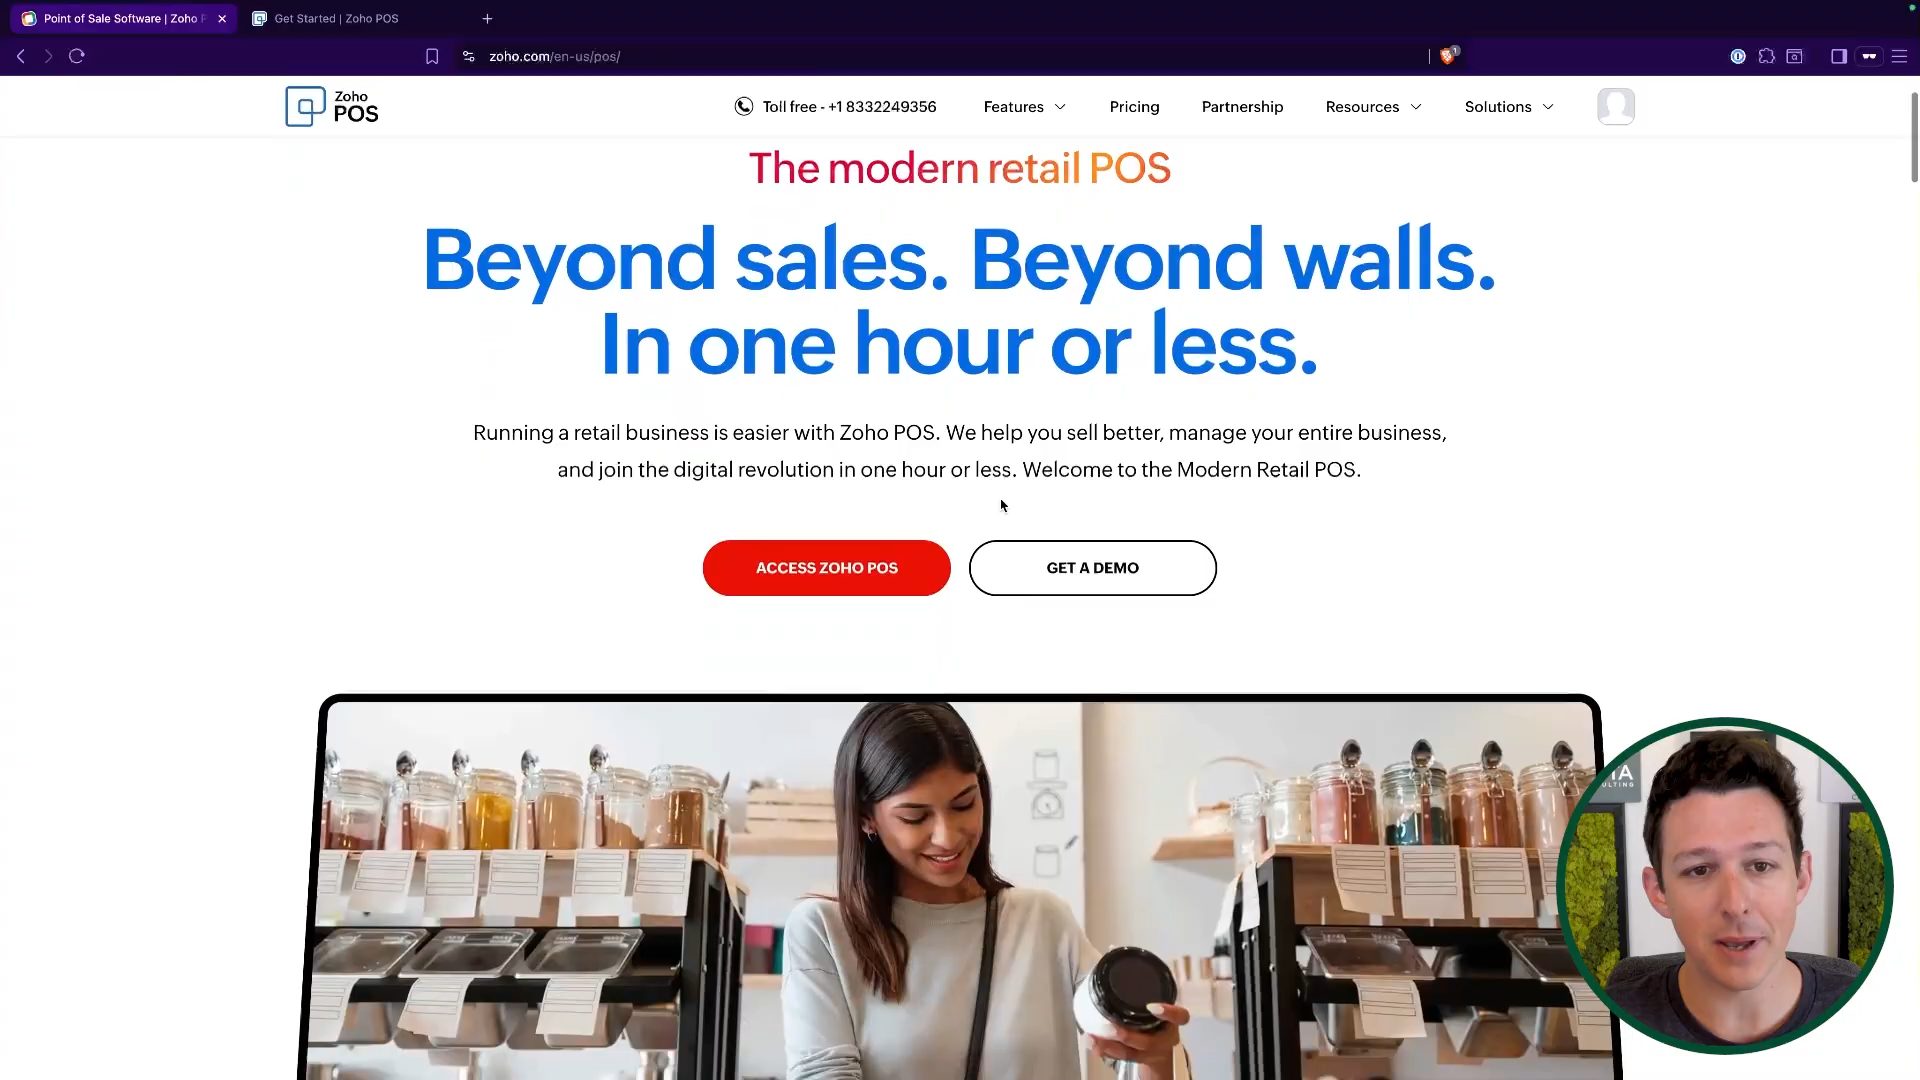 Point of Sale Software | Zoho
Get Started | Zoho POS
zoho.com/en-us/pos/
1
Zoho
POS
Toll free - +1 8332249356
Features
Pricing
Partnership
Resources
Solutions
The modern retail POS
Beyond sales. Beyond walls.
In one hour or less.
Running a retail business is easier with Zoho POS. We help you sell better, manage your entire business,
and join the digital revolution in one hour or less. Welcome to the Modern Retail POS.
ACCESS ZOHO POS
GET A DEMO